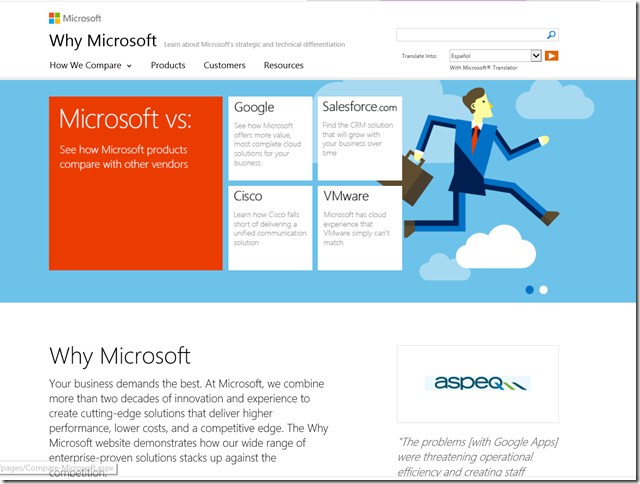 Microsoft
Why Microsoft Learn about Microsoft's strategic and technical differentiation
Translate Into: Español
With Microsoft® Translator
How We Compare Products Customers Resources
Microsoft vs:
See how Microsoft products
compare with other vendors
Google
See how Microsoft
offers more value,
most complete cloud
solutions for your
business
Salesforce.com
Find the CRM solution
that will grow with
your business over
time
Cisco
Learn how Cisco falls
short of delivering a
unified communication
solution
VMware
Microsoft has cloud
experience that
VMware simply can't
match
Why Microsoft
Your business demands the best. At Microsoft, we combine
more than two decades of innovation and experience to
create cutting-edge solutions that deliver higher
performance, lower costs, and a competitive edge. The Why
Microsoft website demonstrates how our wide range of
enterprise-proven solutions stacks up against the
competition.
/pages/Compare-Microsoft.aspx
aspeq
"The problems [with Google Apps]
were threatening operational
efficiency and creating staff